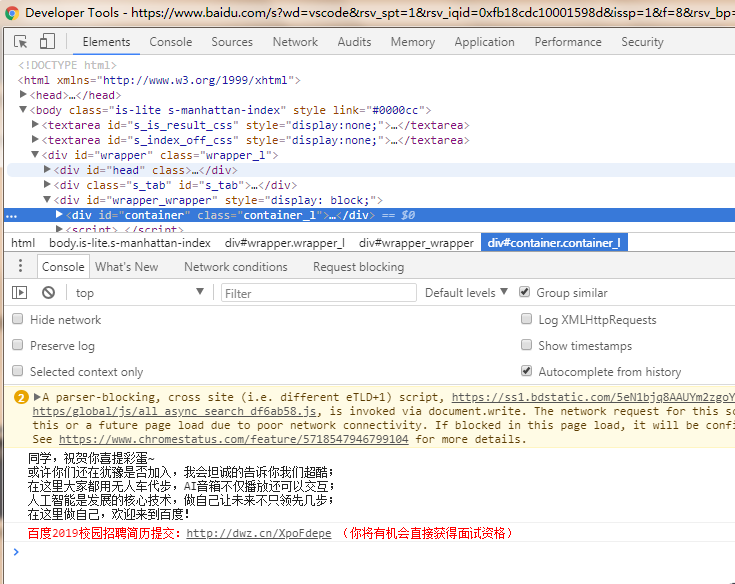 Developer Tools - https://www.baidu.com/s?wd=vscode&rsv_spt=1&rsv_iqid=0xfb18cdc10001598d&issp=1&f=8&rsv_bp=
Elements Console Sources Network Audits Memory Application Performance Security
<!DOCTYPE html>
<html xmlns="http://www.w3.org/1999/xhtml">
▶<head>…</head>
▼<body class="is-lite s-manhattan-index" style link="#0000cc">
▶<textarea id="s_is_result_css" style="display:none;">…</textarea>
▶<textarea id="s_index_off_css" style="display:none;">…</textarea>
▼<div id="wrapper" class="wrapper_l">
▶<div id="head" class>…</div>
▶<div class="s_tab" id="s_tab">…</div>
▼<div id="wrapper_wrapper" style="display: block;">
… ▶<div id="container" class="container_l">…</div> == $0
▶<script> </script>
html body.is-lite.s-manhattan-index div#wrapper.wrapper_l div#wrapper_wrapper div#container.container_l
Console What's New Network conditions Request blocking
top ▼ Filter Default levels ▼ Group similar
Hide network Log XMLHttpRequests
Preserve log Show timestamps
Selected context only Autocomplete from history
2 ▶A parser-blocking, cross site (i.e. different eTLD+1) script, https://ss1.bdstatic.com/5eN1bjq8AAUYm2zgoY
https/global/js/all_async_search_df6ab58.js, is invoked via document.write. The network request for this sc
this or a future page load due to poor network connectivity. If blocked in this page load, it will be confi
See https://www.chromestatus.com/feature/5718547946799104 for more details.
同学，祝贺你喜提彩蛋~
或许你们还在犹豫是否加入，我会坦诚的告诉你我们超酷；
在这里大家都用无人车代步，AI音箱不仅播放还可以交互；
人工智能是发展的核心技术，做自己让未来不只领先几步；
在这里做自己，欢迎来到百度！
百度2019校园招聘简历提交：http://dwz.cn/XpoFdepe （你将有机会直接获得面试资格）